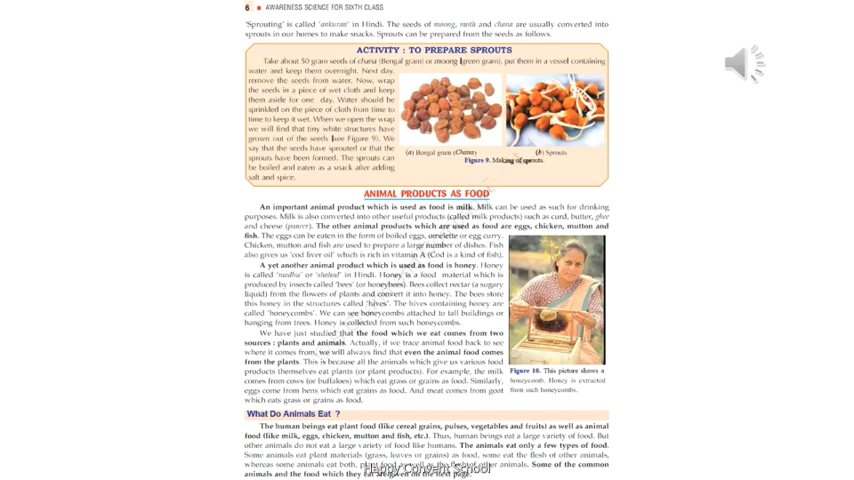 6 ■ AWARENESS SCIENCE FOR SIXTH CLASS
'Sprouting' is called 'ankuran' in Hindi. The seeds of moong, moth and chana are usually converted into
sprouts in our homes to make snacks. Sprouts can be prepared from the seeds as follows.
ACTIVITY : TO PREPARE SPROUTS
Take about 50 gram seeds of chana (Bengal gram) or moong (green gram), put them in a vessel containing
water and keep them overnight. Next day,
remove the seeds from water. Now, wrap
the seeds in a piece of wet cloth and keep
them aside for one day. Water should be
sprinkled on the piece of cloth from time to
time to keep it wet. When we open the wrap
we will find that tiny white structures have
grown out of the seeds (see Figure 9). We
say that the seeds have sprouted or that the
sprouts have been formed. The sprouts can
be boiled and eaten as a snack after adding
salt and spice.
(a) Bengal gram (Chana)
(b) Sprouts
Figure 9. Making of sprouts.
ANIMAL PRODUCTS AS FOOD
An important animal product which is used as food is milk. Milk can be used as such for drinking
purposes. Milk is also converted into other useful products (called milk products) such as curd, butter, ghee
and cheese (paneer). The other animal products which are used as food are eggs, chicken, mutton and
fish. The eggs can be eaten in the form of boiled eggs, omelette or egg curry.
Chicken, mutton and fish are used to prepare a large number of dishes. Fish
also gives us 'cod liver oil' which is rich in vitamin A (Cod is a kind of fish).
A yet another animal product which is used as food is honey. Honey
is called 'madhu' or 'shahad' in Hindi. Honey is a food material which is
produced by insects called 'bees' (or honeybees). Bees collect nectar (a sugary
liquid) from the flowers of plants and convert it into honey. The bees store
this honey in the structures called 'hives'. The hives containing honey are
called 'honeycombs'. We can see honeycombs attached to tall buildings or
hanging from trees. Honey is collected from such honeycombs.
We have just studied that the food which we eat comes from two
sources : plants and animals. Actually, if we trace animal food back to see
where it comes from, we will always find that even the animal food comes
from the plants. This is because all the animals which give us various food
products themselves eat plants (or plant products). For example, the milk
comes from cows (or buffaloes) which eat grass or grains as food. Similarly,
eggs come from hens which eat grains as food. And meat comes from goat
which eats grass or grains as food.
Figure 10. This picture shows a
honeycomb. Honey is extracted
from such honeycombs.
What Do Animals Eat ?
The human beings eat plant food (like cereal grains, pulses, vegetables and fruits) as well as animal
food (like milk, eggs, chicken, mutton and fish, etc.). Thus, human beings eat a large variety of food. But
other animals do not eat a large variety of food like humans. The animals eat only a few types of food.
Some animals eat plant materials (grass, leaves or grains) as food, some eat the flesh of other animals,
whereas some animals eat both, plant food as well as the flesh of other animals. Some of the common
animals and the food which they eat are given on the next page.
Happy Convent School